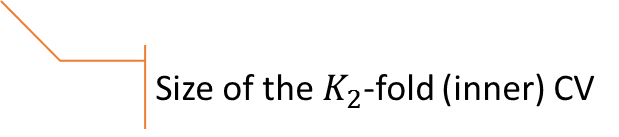 Size of the K₂-fold (inner) CV